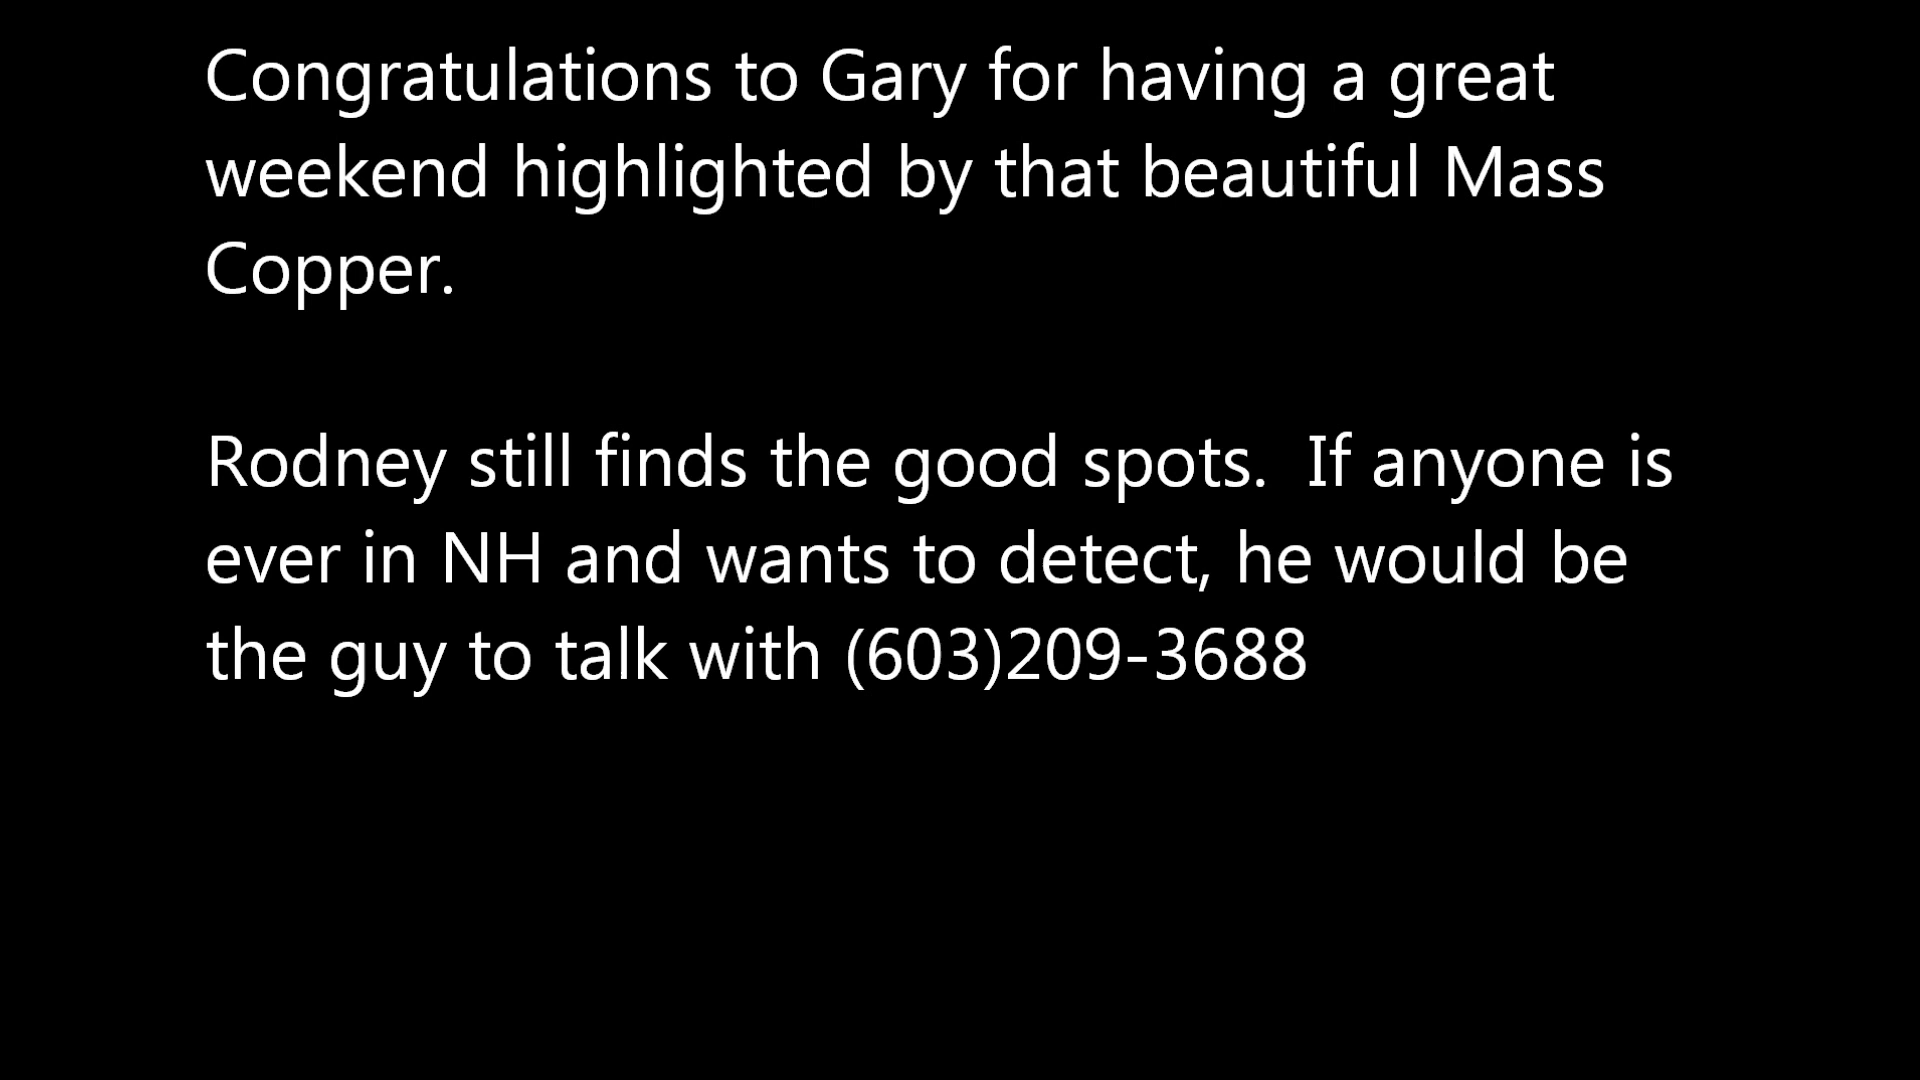 Congratulations to Gary for having a great
weekend highlighted by that beautiful Mass
Copper.
Rodney still finds the good spots.  If anyone is
ever in NH and wants to detect, he would be
the guy to talk with (603)209-3688